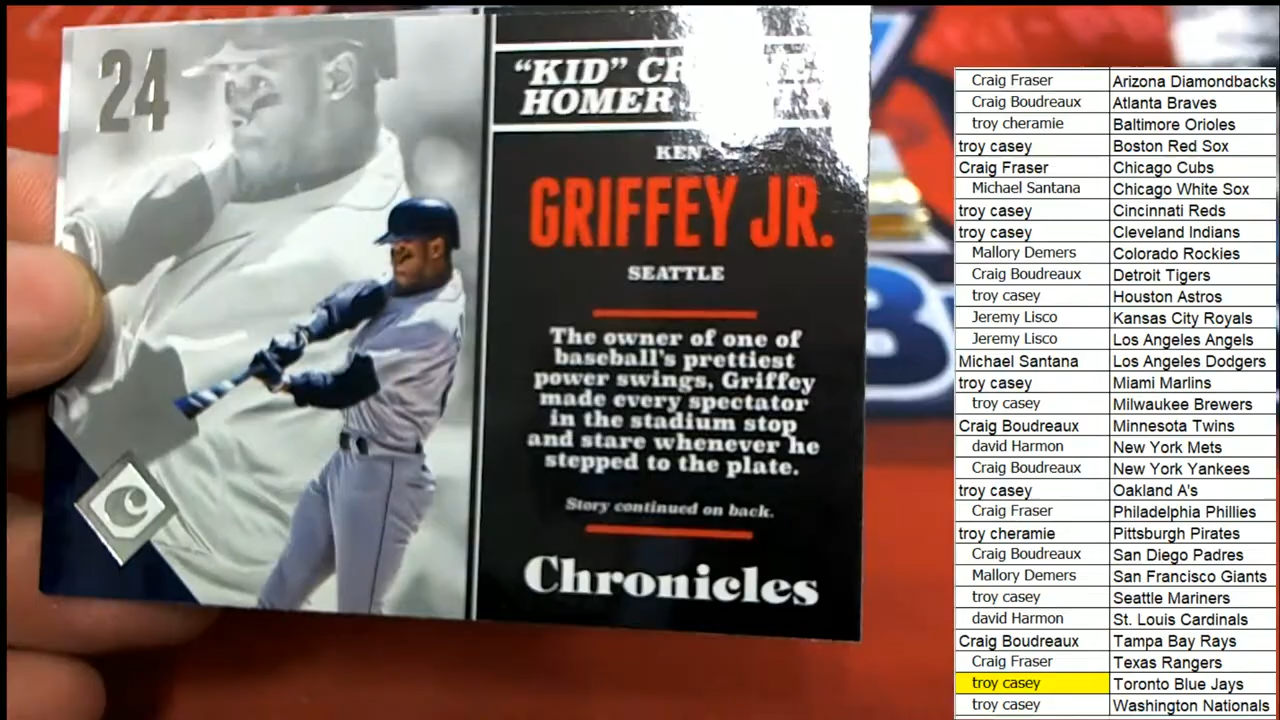 24
"KID" 
HOMER
KEN
GRIFFEY JR.
SEATTLE
The owner of one of
baseball's prettiest
power swings, Griffey
made every spectator
in the stadium stop
and stare whenever he
stepped to the plate.
Story continued on back.
C
Chronicles
Craig Fraser Arizona Diamondbacks
Craig Boudreaux Atlanta Braves
troy cheramie Baltimore Orioles
troy casey Boston Red Sox
Craig Fraser Chicago Cubs
Michael Santana Chicago White Sox
troy casey Cincinnati Reds
troy casey Cleveland Indians
Mallory Demers Colorado Rockies
Craig Boudreaux Detroit Tigers
troy casey Houston Astros
Jeremy Lisco Kansas City Royals
Jeremy Lisco Los Angeles Angels
Michael Santana Los Angeles Dodgers
troy casey Miami Marlins
troy casey Milwaukee Brewers
Craig Boudreaux Minnesota Twins
david Harmon New York Mets
Craig Boudreaux New York Yankees
troy casey Oakland A's
Craig Fraser Philadelphia Phillies
troy cheramie Pittsburgh Pirates
Craig Boudreaux San Diego Padres
Mallory Demers San Francisco Giants
troy casey Seattle Mariners
david Harmon St. Louis Cardinals
Craig Boudreaux Tampa Bay Rays
Craig Fraser Texas Rangers
troy casey Toronto Blue Jays
troy casey Washington Nationals